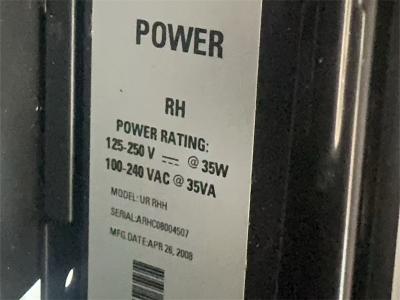 POWER
RH
POWER RATING:
125-250 V ⎓ @ 35W
100-240 VAC @ 35VA
MODEL: UR RHH
SERIAL: ARHC08004507
MFG. DATE: APR 26, 2008